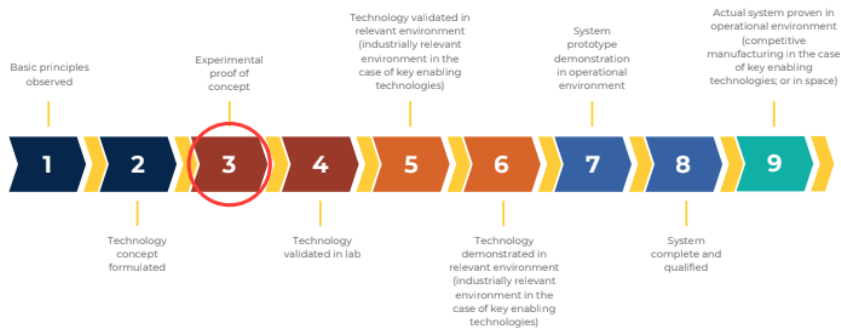 Basic principles
observed
Experimental
proof of
concept
Technology validated in
relevant environment
(industrially relevant
environment in the
case of key enabling
technologies)
System
prototype
demonstration
in operational
environment
Actual system proven in
operational environment
(competitive
manufacturing in the case
of key enabling
technologies; or in space)
1
2
3
4
5
6
7
8
9
Technology
concept
formulated
Technology
validated in lab
Technology
demonstrated in
relevant environment
(industrially relevant
environment in the
case of key enabling
technologies)
System
complete and
qualified